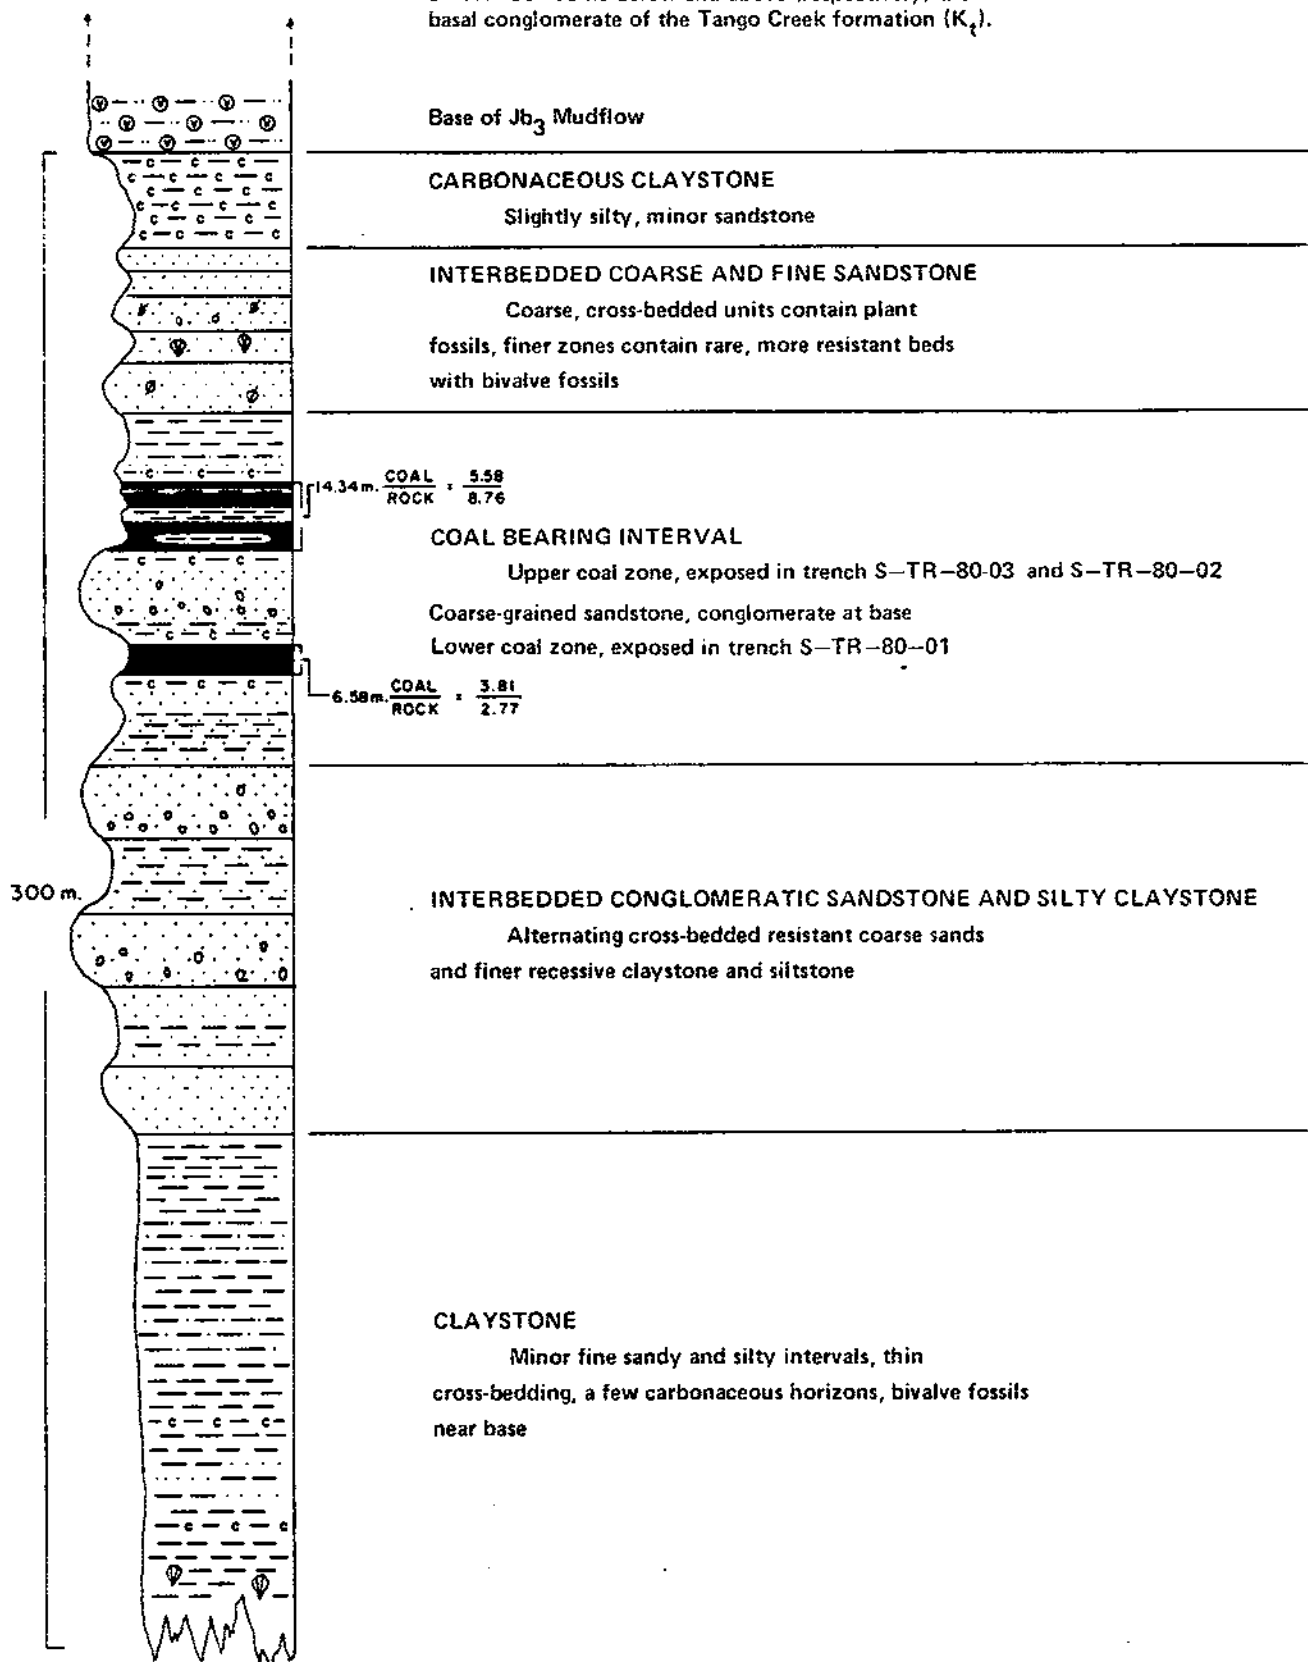 basal conglomerate of the Tango Creek formation (Kt).
Base of Jb3 Mudflow
CARBONACEOUS CLAYSTONE
Slightly silty, minor sandstone
INTERBEDDED COARSE AND FINE SANDSTONE
Coarse, cross-bedded units contain plant
fossils, finer zones contain rare, more resistant beds
with bivalve fossils
14.34 m. COAL/ROCK : 5.58/8.76
COAL BEARING INTERVAL
Upper coal zone, exposed in trench S-TR-80-03 and S-TR-80-02
Coarse-grained sandstone, conglomerate at base
Lower coal zone, exposed in trench S-TR-80-01
6.58 m. COAL/ROCK : 3.81/2.77
300 m.
INTERBEDDED CONGLOMERATIC SANDSTONE AND SILTY CLAYSTONE
Alternating cross-bedded resistant coarse sands
and finer recessive claystone and siltstone
CLAYSTONE
Minor fine sandy and silty intervals, thin
cross-bedding, a few carbonaceous horizons, bivalve fossils
near base